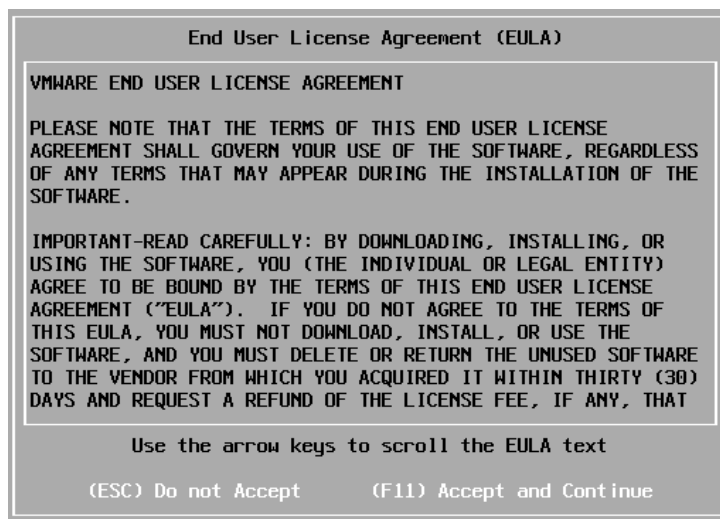 End User License Agreement (EULA)
VMWARE END USER LICENSE AGREEMENT
PLEASE NOTE THAT THE TERMS OF THIS END USER LICENSE
AGREEMENT SHALL GOVERN YOUR USE OF THE SOFTWARE, REGARDLESS
OF ANY TERMS THAT MAY APPEAR DURING THE INSTALLATION OF THE
SOFTWARE.
IMPORTANT-READ CAREFULLY: BY DOWNLOADING, INSTALLING, OR
USING THE SOFTWARE, YOU (THE INDIVIDUAL OR LEGAL ENTITY)
AGREE TO BE BOUND BY THE TERMS OF THIS END USER LICENSE
AGREEMENT ("EULA").  IF YOU DO NOT AGREE TO THE TERMS OF
THIS EULA, YOU MUST NOT DOWNLOAD, INSTALL, OR USE THE
SOFTWARE, AND YOU MUST DELETE OR RETURN THE UNUSED SOFTWARE
TO THE VENDOR FROM WHICH YOU ACQUIRED IT WITHIN THIRTY (30)
DAYS AND REQUEST A REFUND OF THE LICENSE FEE, IF ANY, THAT
Use the arrow keys to scroll the EULA text
(ESC) Do not Accept (F11) Accept and Continue